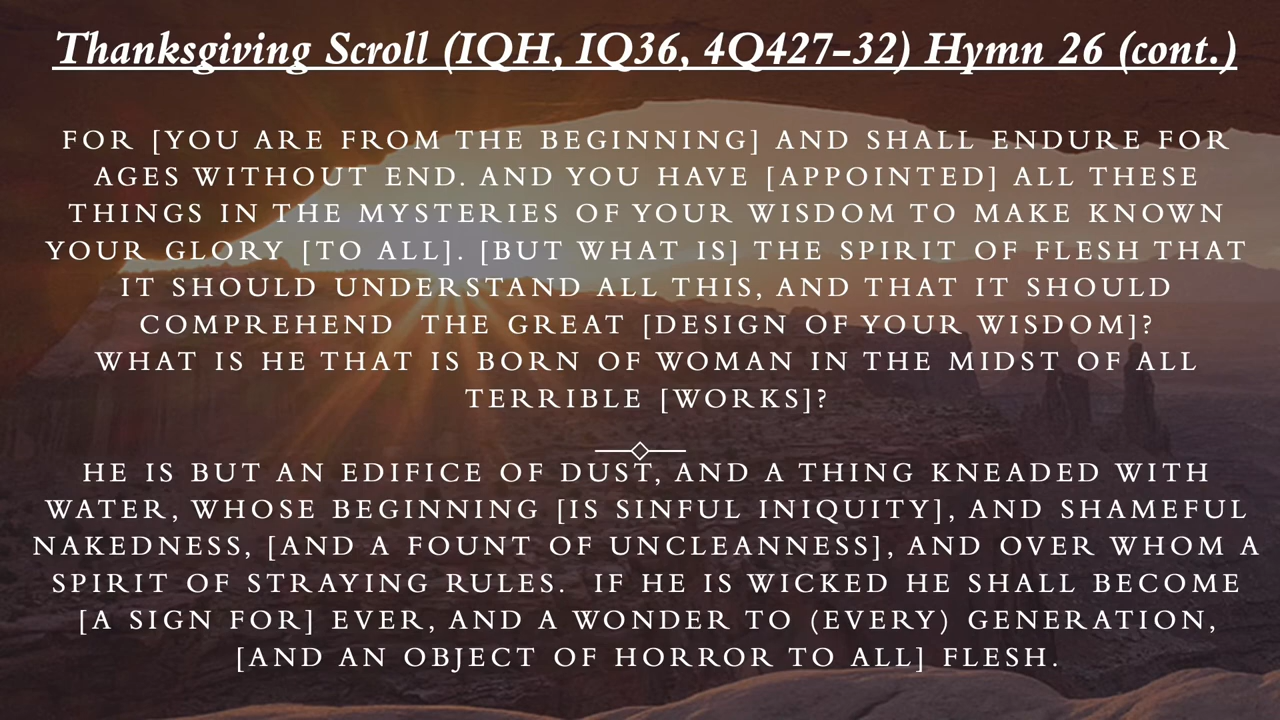 Thanksgiving Scroll (IQH, IQ36, 4Q427–32) Hymn 26 (cont.)
FOR [YOU ARE FROM THE BEGINNING] AND SHALL ENDURE FOR
AGES WITHOUT END. AND YOU HAVE [APPOINTED] ALL THESE
THINGS IN THE MYSTERIES OF YOUR WISDOM TO MAKE KNOWN
YOUR GLORY [TO ALL]. [BUT WHAT IS] THE SPIRIT OF FLESH THAT
IT SHOULD UNDERSTAND ALL THIS, AND THAT IT SHOULD
COMPREHEND THE GREAT [DESIGN OF YOUR WISDOM]?
WHAT IS HE THAT IS BORN OF WOMAN IN THE MIDST OF ALL
TERRIBLE [WORKS]?
HE IS BUT AN EDIFICE OF DUST, AND A THING KNEADED WITH
WATER, WHOSE BEGINNING [IS SINFUL INIQUITY], AND SHAMEFUL
NAKEDNESS, [AND A FOUNT OF UNCLEANNESS], AND OVER WHOM A
SPIRIT OF STRAYING RULES. IF HE IS WICKED HE SHALL BECOME
[A SIGN FOR] EVER, AND A WONDER TO (EVERY) GENERATION,
[AND AN OBJECT OF HORROR TO ALL] FLESH.